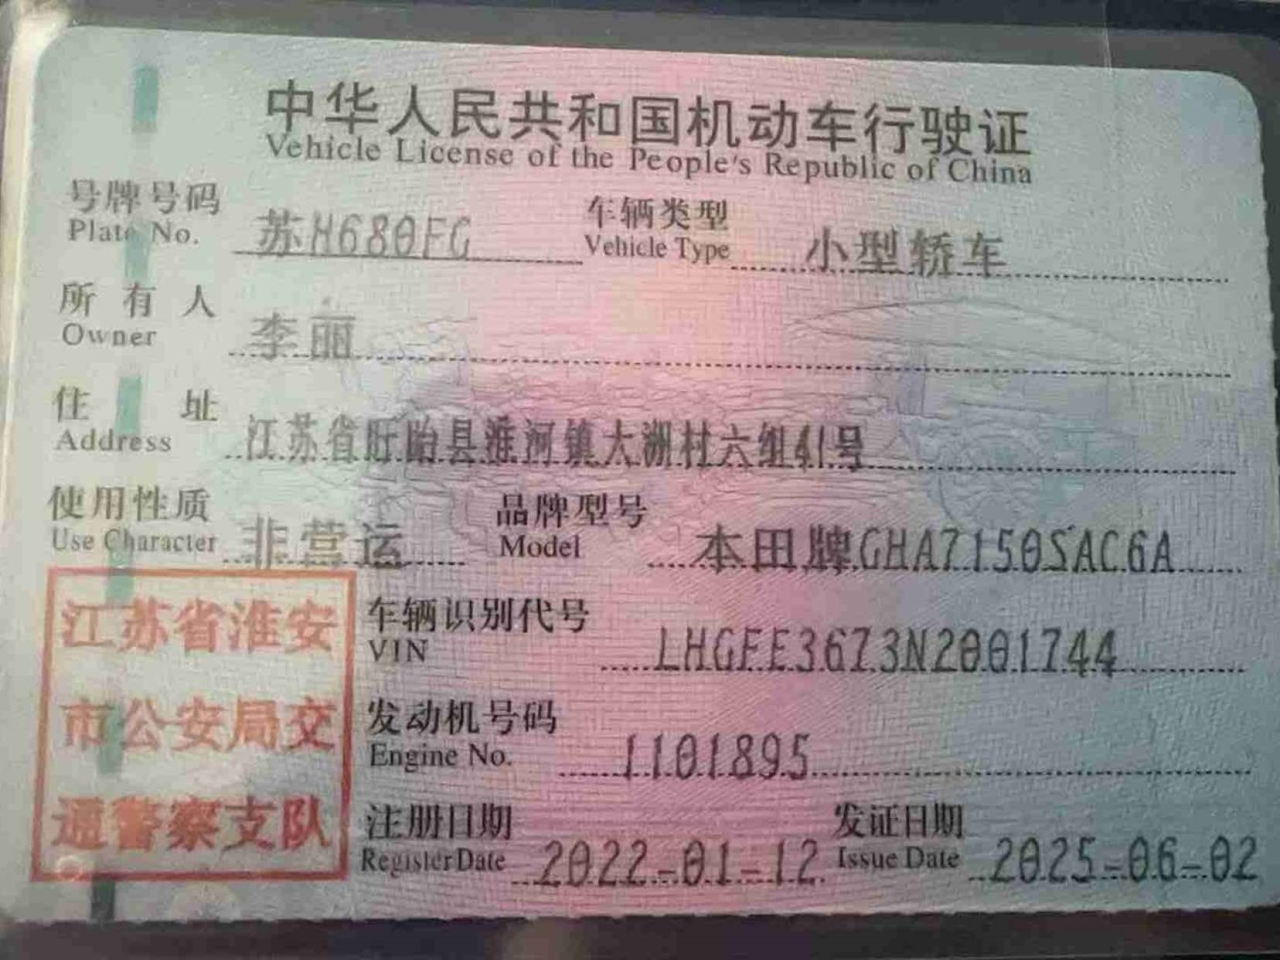 中华人民共和国机动车行驶证
Vehicle License of the People's Republic of China
号牌号码 苏H680FG 车辆类型 小型轿车
Plate No. Vehicle Type
所有人 李丽
Owner
住址 江苏省盱眙县淮河镇大湖村六组41号
Address
使用性质 非营运 品牌型号 本田牌GHA7150SAC6A
Use Character Model
江苏省淮安
市公安局交
通警察支队
车辆识别代号 LHGFE3673N2001744
VIN
发动机号码 1101895
Engine No.
注册日期 2022-01-12 发证日期 2025-06-02
Register Date Issue Date